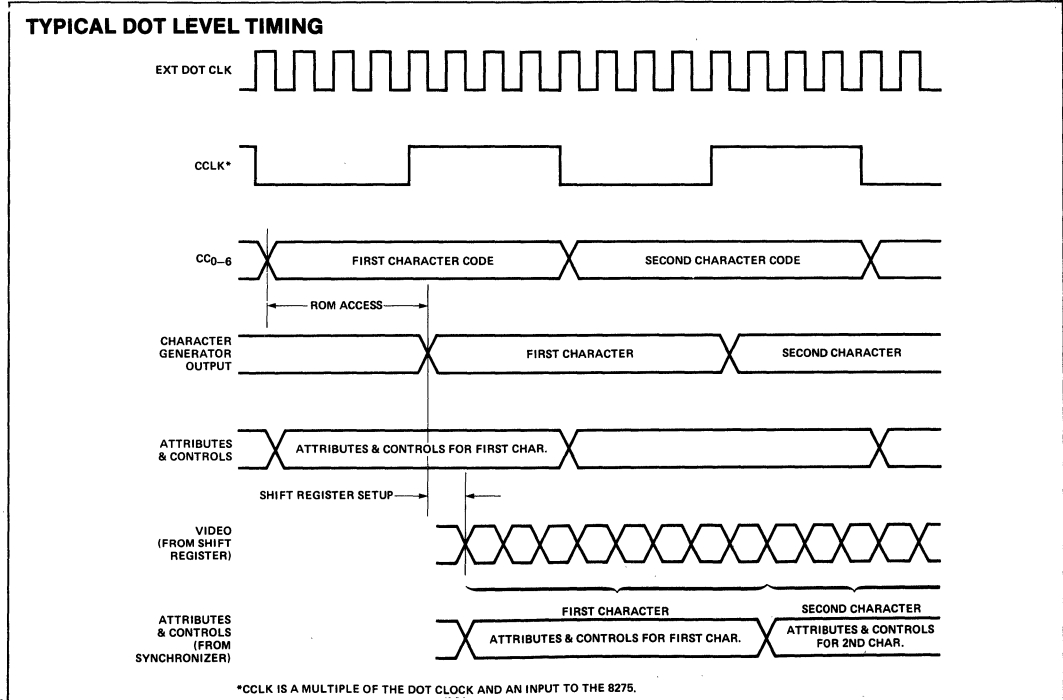 TYPICAL DOT LEVEL TIMING
EXT DOT CLK
CCLK*
CC0–6
FIRST CHARACTER CODE
SECOND CHARACTER CODE
ROM ACCESS
CHARACTER
GENERATOR
OUTPUT
FIRST CHARACTER
SECOND CHARACTER
ATTRIBUTES
& CONTROLS
ATTRIBUTES & CONTROLS FOR FIRST CHAR.
SHIFT REGISTER SETUP
VIDEO
(FROM SHIFT
REGISTER)
FIRST CHARACTER
SECOND CHARACTER
ATTRIBUTES
& CONTROLS
(FROM
SYNCHRONIZER)
ATTRIBUTES & CONTROLS FOR FIRST CHAR.
ATTRIBUTES & CONTROLS
FOR 2ND CHAR.
*CCLK IS A MULTIPLE OF THE DOT CLOCK AND AN INPUT TO THE 8275.